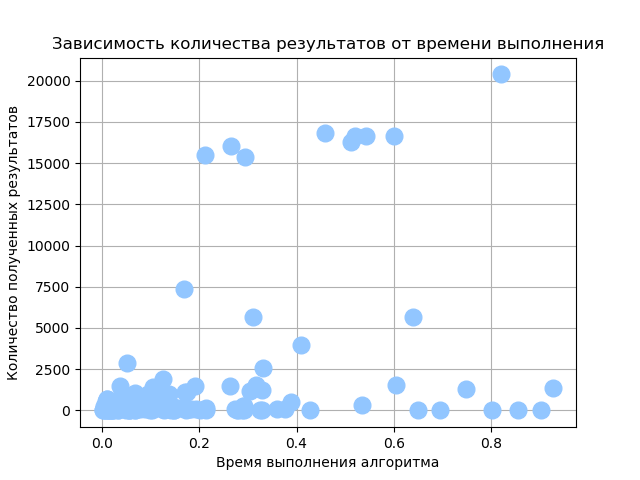 Зависимость количества результатов от времени выполнения
Количество полученных результатов
20000
17500
15000
12500
10000
7500
5000
2500
0
0.0 0.2 0.4 0.6 0.8
Время выполнения алгоритма